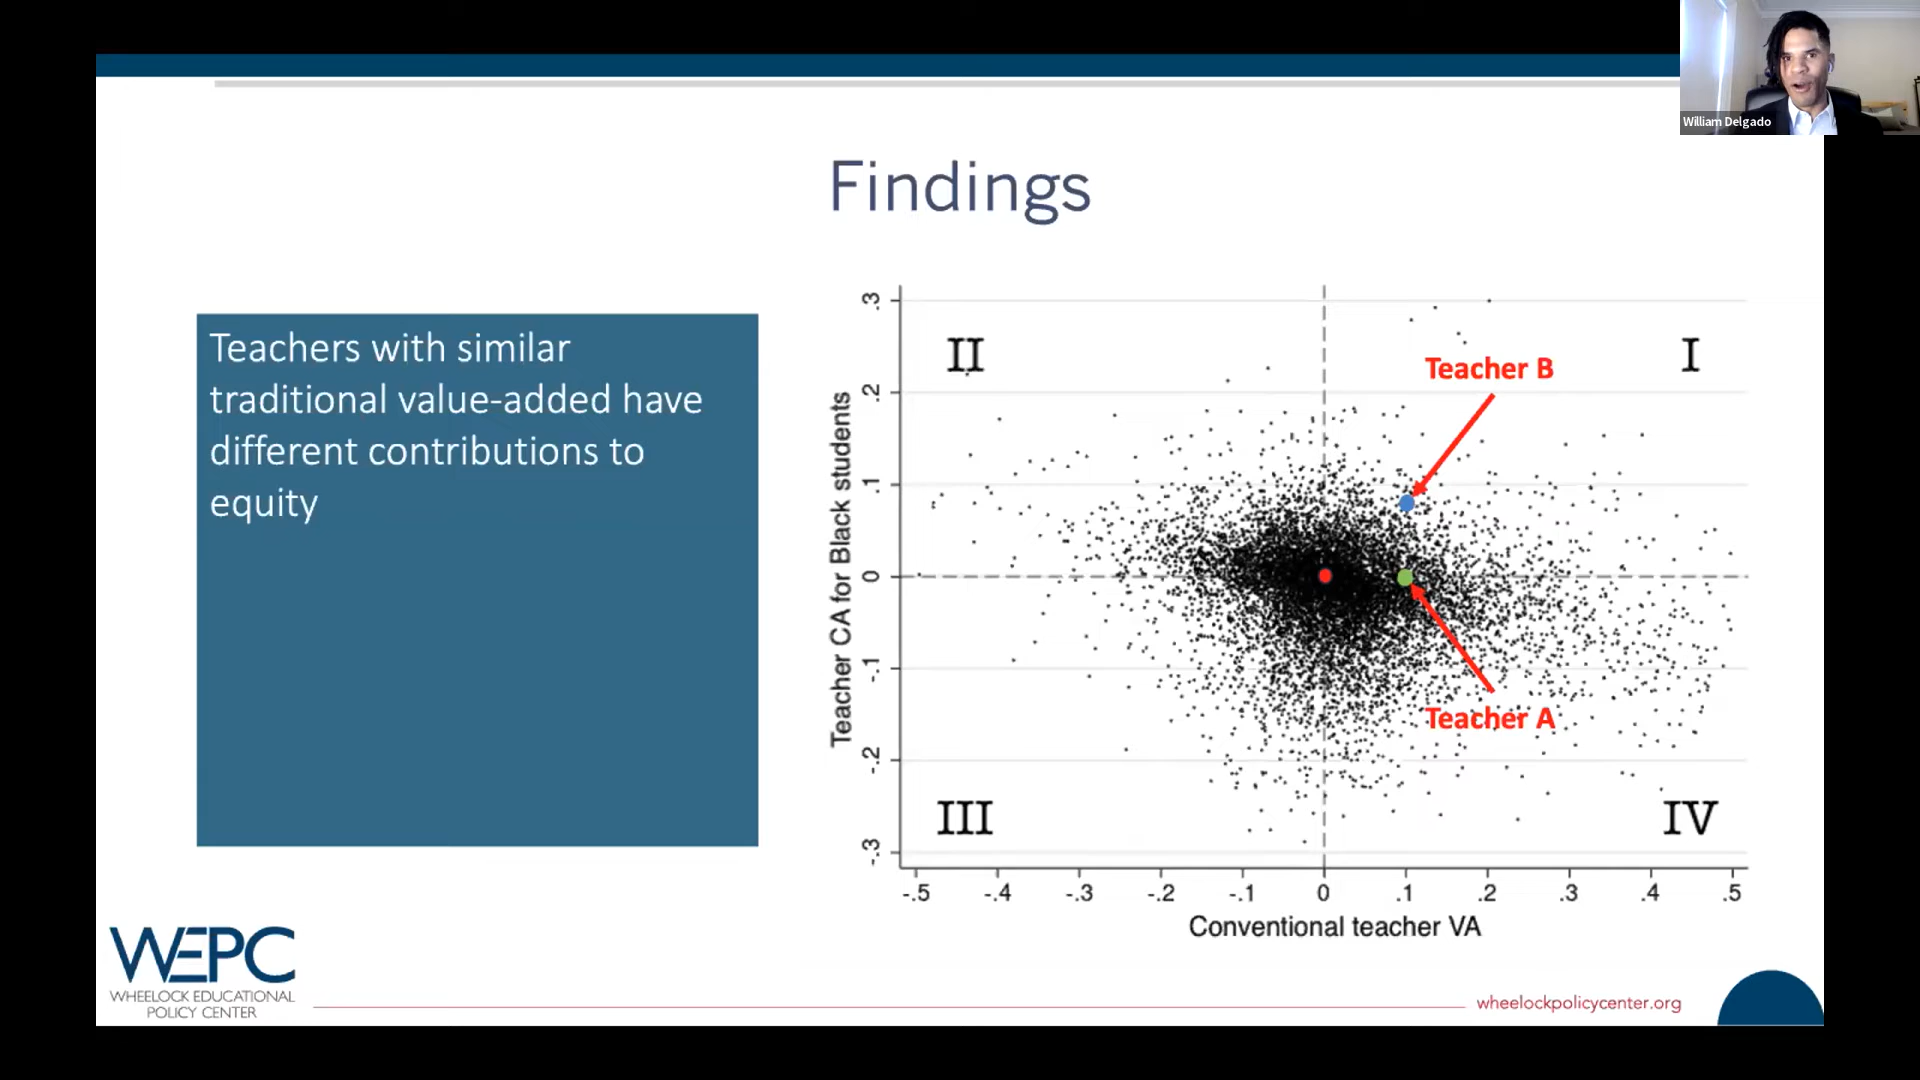 William Delgado
Findings
Teachers with similar
traditional value-added have
different contributions to
equity
Teacher CA for Black students
.3
.2
.1
0
-.1
-.2
-.3
II
I
Teacher B
Teacher A
III
IV
-.5 -.4 -.3 -.2 -.1 0 .1 .2 .3 .4 .5
Conventional teacher VA
WEPC
WHEELOCK EDUCATIONAL
POLICY CENTER
wheelockpolicycenter.org